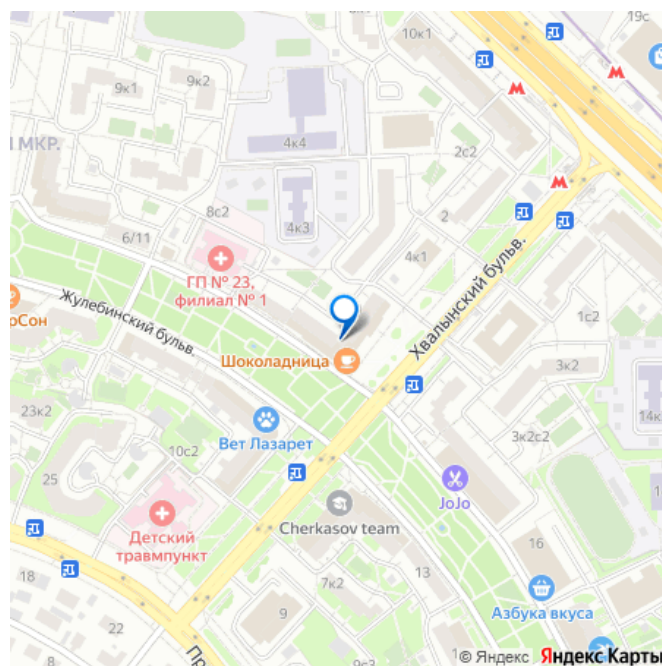 19с
10к1
9к2
9к1
4к4
2с2
I МКР.
8с2
4к3
2
6/11
4к1
ГП № 23,
филиал № 1
Хвалынский бульв.
Жулебинский бульв.
оСон
1с2
Шоколадница
3к2
23к2
14к
Вет Лазарет
3к2с2
10с2
25
JoJo
Cherkasov team
Детский
травмпункт
16
18
7к2
13
Азбука вкуса
9
22
Пр
9с3
© Яндекс Яндекс Карты